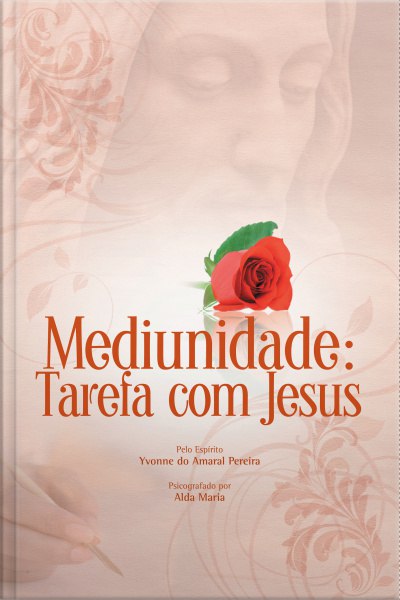 Mediunidade:
Tarefa com Jesus
Pelo Espírito
Yvonne do Amaral Pereira
Psicografado por
Alda Maria